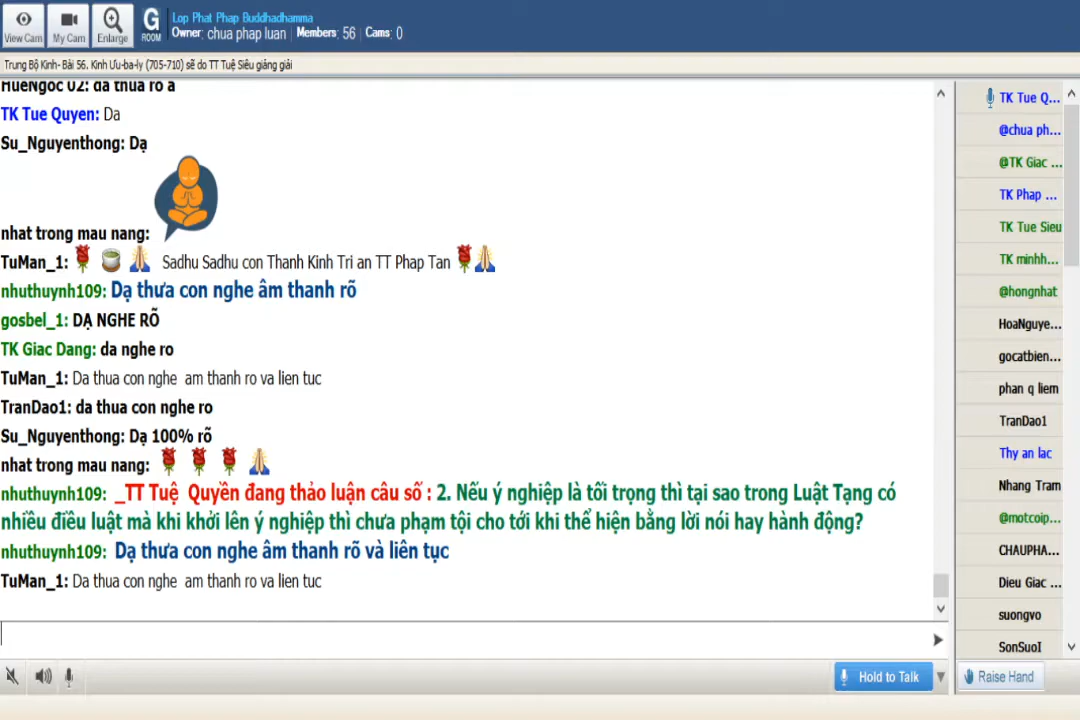 View Cam
My Cam
Enlarge
G ROOM
Lop Phat Phap Buddhadhamma
Owner: chua phap luan | Members: 56 | Cams: 0
Trung Bộ Kinh- Bài 56. Kinh Ưu-ba-ly (705-710) sẽ do TT Tuệ Siêu giảng giải
HueNgoc 02: da thua ro a
TK Tue Quyen: Da
Su_Nguyenthong: Dạ
nhat trong mau nang:
TuMan_1: Sadhu Sadhu con Thanh Kinh Tri an TT Phap Tan
nhuthuynh109: Dạ thưa con nghe âm thanh rõ
gosbel_1: DẠ NGHE RÕ
TK Giac Dang: da nghe ro
TuMan_1: Da thua con nghe am thanh ro va lien tuc
TranDao1: da thua con nghe ro
Su_Nguyenthong: Dạ 100% rõ
nhat trong mau nang:
nhuthuynh109: _TT Tuệ Quyền đang thảo luận câu số : 2. Nếu ý nghiệp là tối trọng thì tại sao trong Luật Tạng có
nhiều điều luật mà khi khởi lên ý nghiệp thì chưa phạm tội cho tới khi thể hiện bằng lời nói hay hành động?
nhuthuynh109: Dạ thưa con nghe âm thanh rõ và liên tục
TuMan_1: Da thua con nghe am thanh ro va lien tuc
TK Tue Q...
@chua ph...
@TK Giac ...
TK Phap ...
TK Tue Sieu
TK minhh...
@hongnhat
HoaNguye...
gocatbien...
phan q liem
TranDao1
Thy an lac
Nhang Tram
@motcoip...
CHAUPHA...
Dieu Giac ...
suongvo
SonSuoI
Hold to Talk
Raise Hand